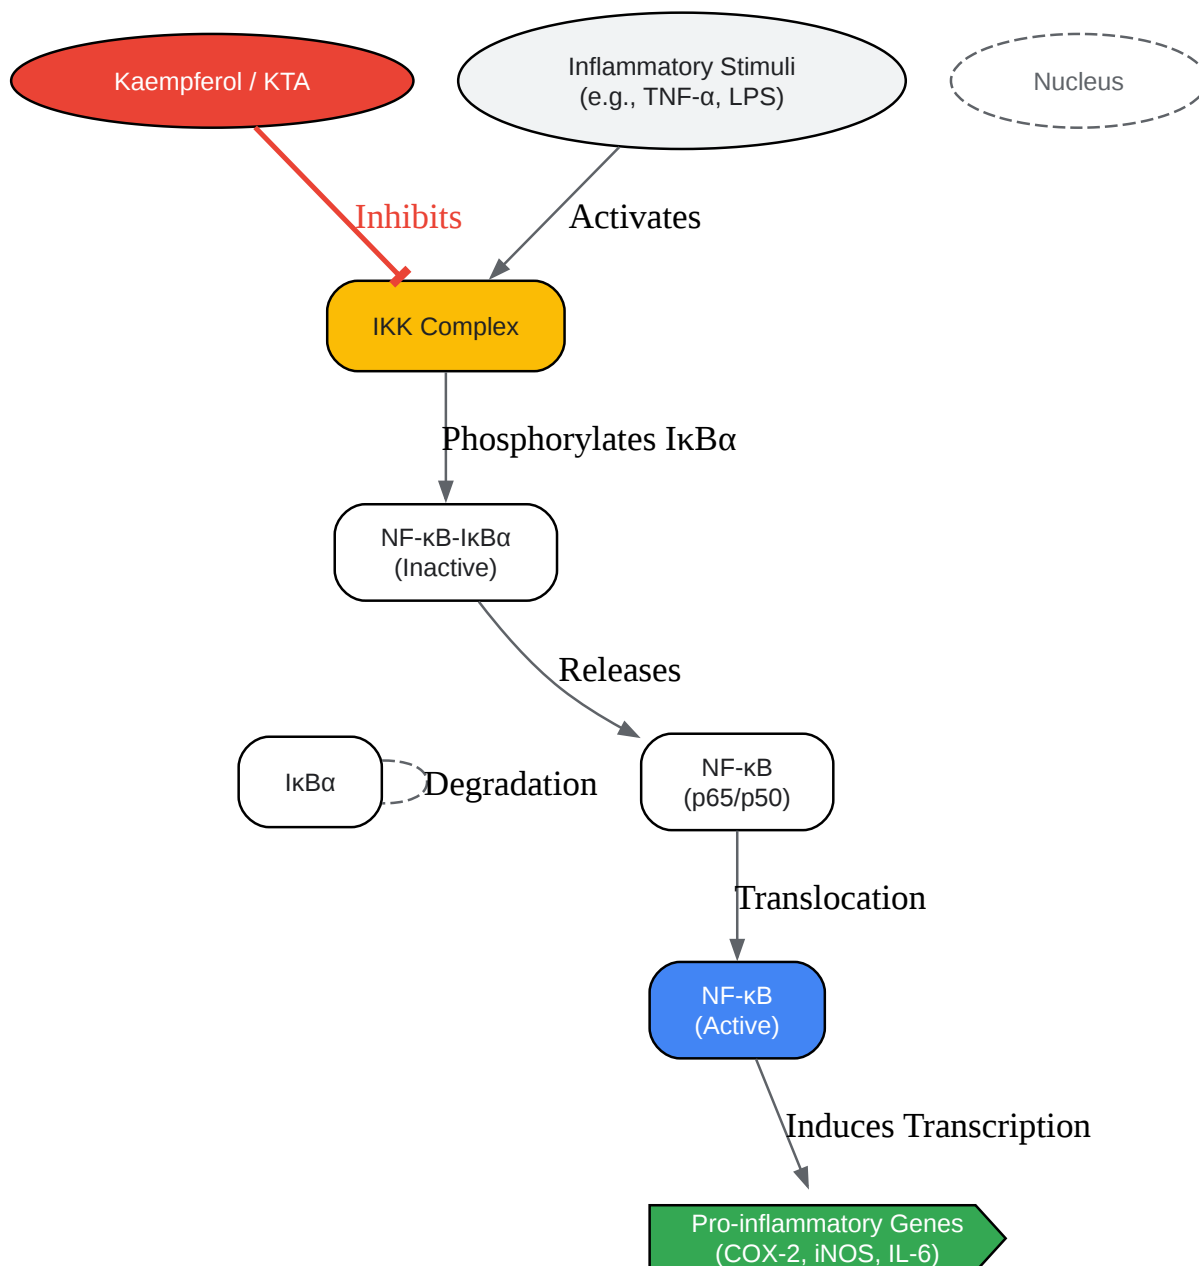 Kaempferol / KTA
Inflammatory Stimuli
(e.g., TNF-α, LPS)
Nucleus
Inhibits
Activates
IKK Complex
Phosphorylates IκBα
NF-κB-IκBα
(Inactive)
Releases
IκBα
Degradation
NF-κB
(p65/p50)
Translocation
NF-κB
(Active)
Induces Transcription
Pro-inflammatory Genes
(COX-2, iNOS, IL-6)